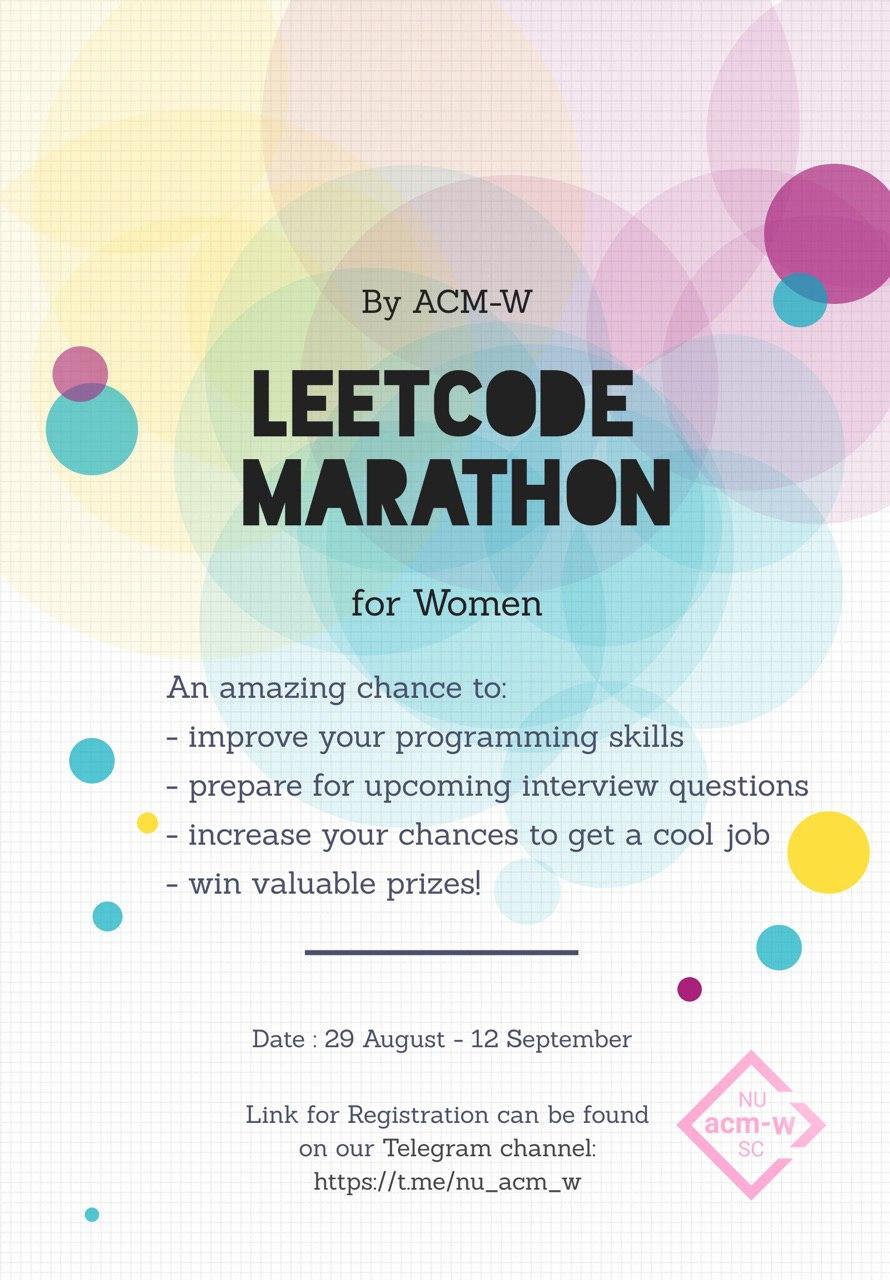 By ACM-W
LEETCODE
MARATHON
for Women
An amazing chance to:
- improve your programming skills
- prepare for upcoming interview questions
- increase your chances to get a cool job
- win valuable prizes!
Date : 29 August - 12 September
Link for Registration can be found
on our Telegram channel:
https://t.me/nu_acm_w
NU
acm-w
SC